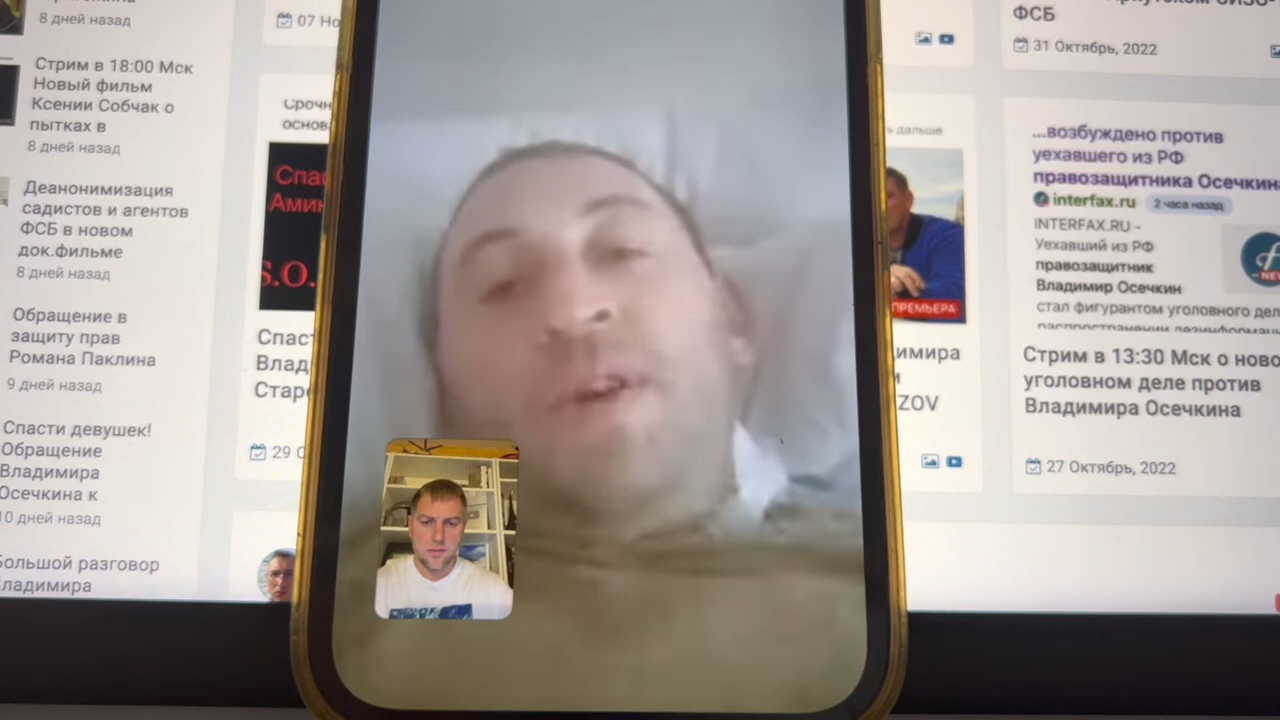 8 дней назад
Стрим в 18:00 Мск
Новый фильм
Ксении Собчак о
пытках в
8 дней назад
Деанонимизация
садистов и агентов
ФСБ в новом
док.фильме
8 дней назад
Обращение в
защиту прав
Романа Паклина
9 дней назад
Спасти девушек!
Обращение
Владимира
Осечкина к
10 дней назад
Большой разговор
Владимира
07 Но
Срочн
основа
Спас
Амин
S.O.
Спаст
Влад
Старо
29 О
дальше
ПРЕМЬЕРА
имира
и
ZOV
ФСБ
31 Октябрь, 2022
...возбуждено против
уехавшего из РФ
правозащитника Осечкина
interfax.ru 2 часа назад
INTERFAX.RU -
Уехавший из РФ
правозащитник
Владимир Осечкин
стал фигурантом уголовного дел
NEW
Стрим в 13:30 Мск о ново
уголовном деле против
Владимира Осечкина
27 Октябрь, 2022